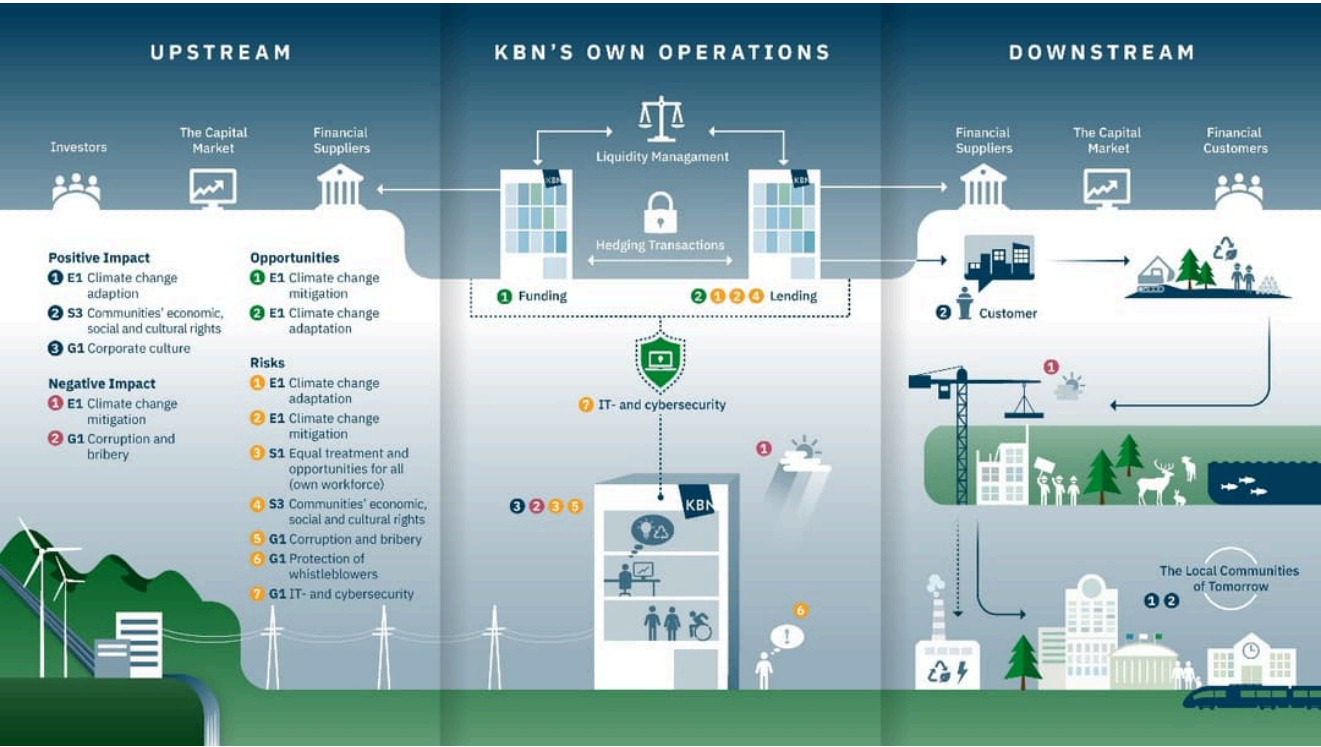 UPSTREAM
KBN'S OWN OPERATIONS
DOWNSTREAM
Investors
The Capital
Market
Financial
Suppliers
Positive Impact
1 E1 Climate change
adaption
2 S3 Communities' economic,
social and cultural rights
3 G1 Corporate culture
Negative Impact
1 E1 Climate change
mitigation
2 G1 Corruption and
bribery
Opportunities
1 E1 Climate change
mitigation
2 E1 Climate change
adaptation
Risks
1 E1 Climate change
adaptation
2 E1 Climate change
mitigation
3 S1 Equal treatment and
opportunities for all
(own workforce)
4 S3 Communities' economic,
social and cultural rights
5 G1 Corruption and bribery
6 G1 Protection of
whistleblowers
7 G1 IT- and cybersecurity
Liquidity Managament
KBN
KBN
Hedging Transactions
1 Funding
2 1 2 4 Lending
7 IT- and cybersecurity
1
3 2 3 5
KBN
6
!
Financial
Suppliers
The Capital
Market
Financial
Customers
2 Customer
1
The Local Communities
of Tomorrow
1 2